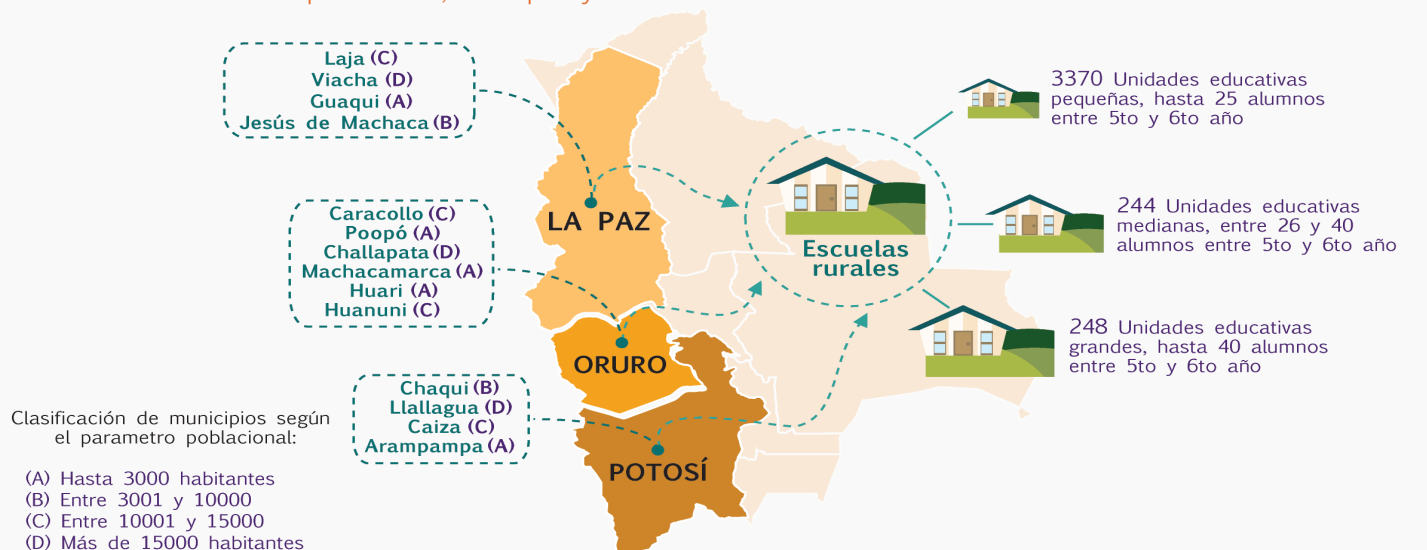 Laja (C)
Viacha (D)
Guaqui (A)
Jesús de Machaca (B)
Caracollo (C)
Poopó (A)
Challapata (D)
Machacamarca (A)
Huari (A)
Huanuni (C)
Chaqui (B)
Llallagua (D)
Caiza (C)
Arampampa (A)
Clasificación de municipios según
el parametro poblacional:
(A) Hasta 3000 habitantes
(B) Entre 3001 y 10000
(C) Entre 10001 y 15000
(D) Más de 15000 habitantes
LA PAZ
ORURO
POTOSÍ
Escuelas
rurales
3370 Unidades educativas
pequeñas, hasta 25 alumnos
entre 5to y 6to año
244 Unidades educativas
medianas, entre 26 y 40
alumnos entre 5to y 6to año
248 Unidades educativas
grandes, hasta 40 alumnos
entre 5to y 6to año